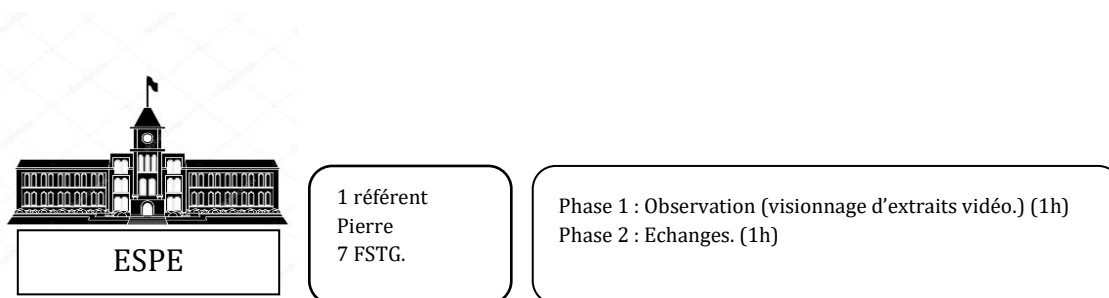 ESPE
1 référent
Pierre
7 FSTG.
Phase 1 : Observation (visionnage d’extraits vidéo.) (1h)
Phase 2 : Echanges. (1h)